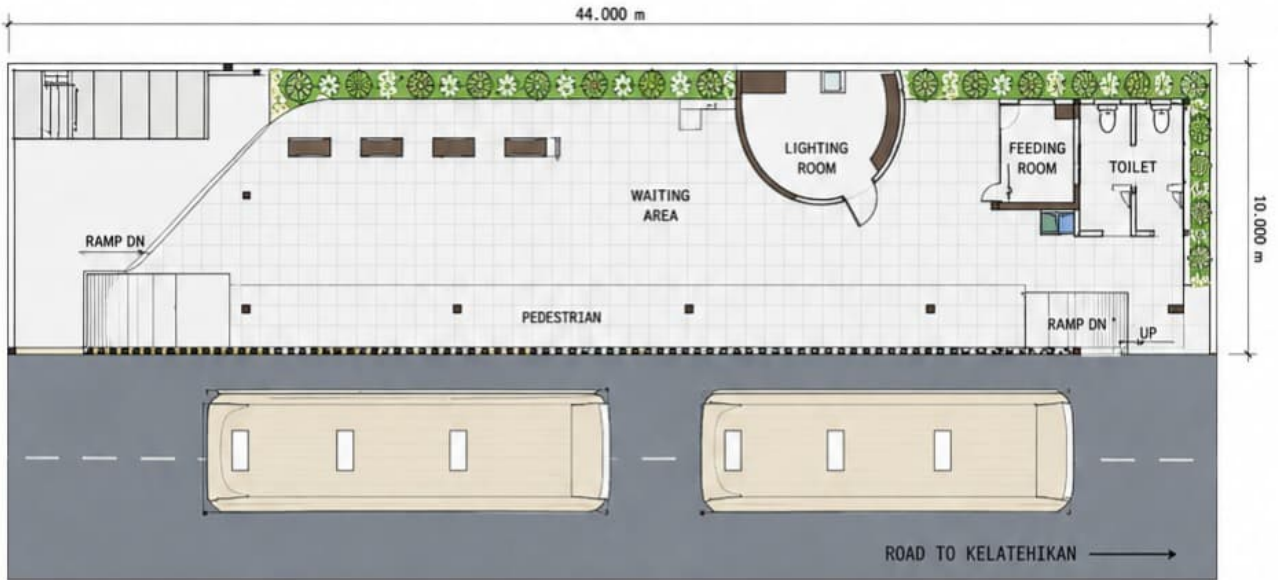 44.000 m
LIGHTING
ROOM
FEEDING
ROOM
TOILET
WAITING
AREA
10.000 m
RAMP DN
PEDESTRIAN
RAMP DN
UP
ROAD TO KELATEHIKAN